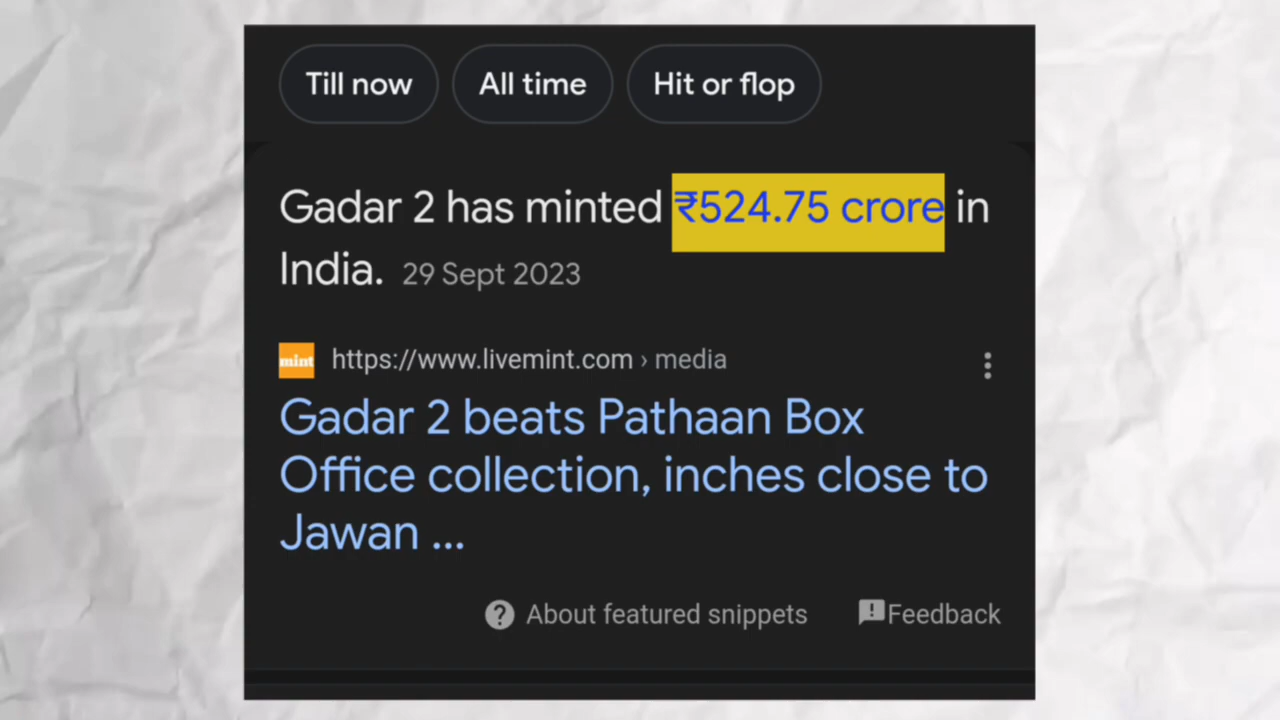 Till now All time Hit or flop
Gadar 2 has minted ₹524.75 crore in
India. 29 Sept 2023
mint https://www.livemint.com › media
Gadar 2 beats Pathaan Box
Office collection, inches close to
Jawan ...
About featured snippets Feedback